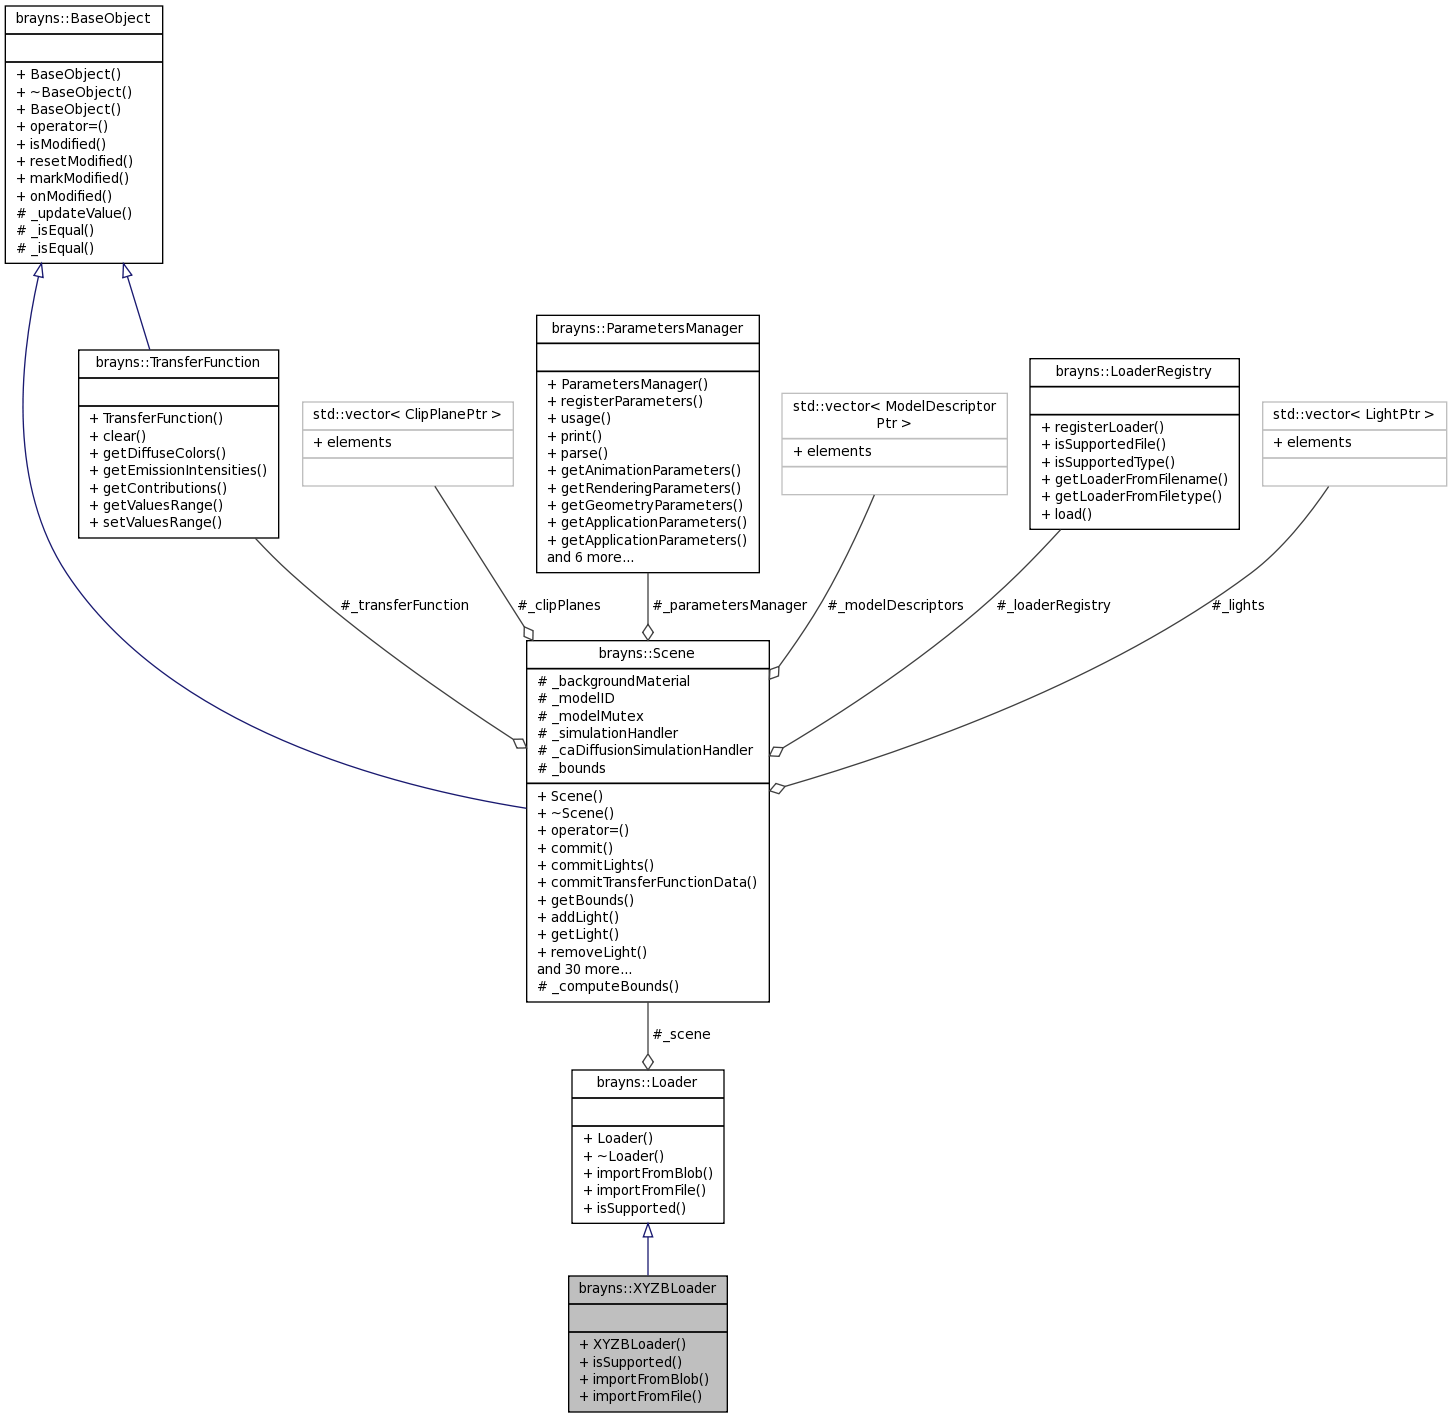 brayns::BaseObject
+ BaseObject()
+ ~BaseObject()
+ BaseObject()
+ operator=()
+ isModified()
+ resetModified()
+ markModified()
+ onModified()
# _updateValue()
# _isEqual()
# _isEqual()
brayns::TransferFunction
+ TransferFunction()
+ clear()
+ getDiffuseColors()
+ getEmissionIntensities()
+ getContributions()
+ getValuesRange()
+ setValuesRange()
std::vector< ClipPlanePtr >
+ elements
brayns::ParametersManager
+ ParametersManager()
+ registerParameters()
+ usage()
+ print()
+ parse()
+ getAnimationParameters()
+ getRenderingParameters()
+ getGeometryParameters()
+ getApplicationParameters()
+ getApplicationParameters()
and 6 more...
std::vector< ModelDescriptor
Ptr >
+ elements
brayns::LoaderRegistry
+ registerLoader()
+ isSupportedFile()
+ isSupportedType()
+ getLoaderFromFilename()
+ getLoaderFromFiletype()
+ load()
std::vector< LightPtr >
+ elements
#_transferFunction
#_clipPlanes
#_parametersManager
#_modelDescriptors
#_loaderRegistry
#_lights
brayns::Scene
# _backgroundMaterial
# _modelID
# _modelMutex
# _simulationHandler
# _caDiffusionSimulationHandler
# _bounds
+ Scene()
+ ~Scene()
+ operator=()
+ commit()
+ commitLights()
+ commitTransferFunctionData()
+ getBounds()
+ addLight()
+ getLight()
+ removeLight()
and 30 more...
# _computeBounds()
#_scene
brayns::Loader
+ Loader()
+ ~Loader()
+ importFromBlob()
+ importFromFile()
+ isSupported()
brayns::XYZBLoader
+ XYZBLoader()
+ isSupported()
+ importFromBlob()
+ importFromFile()